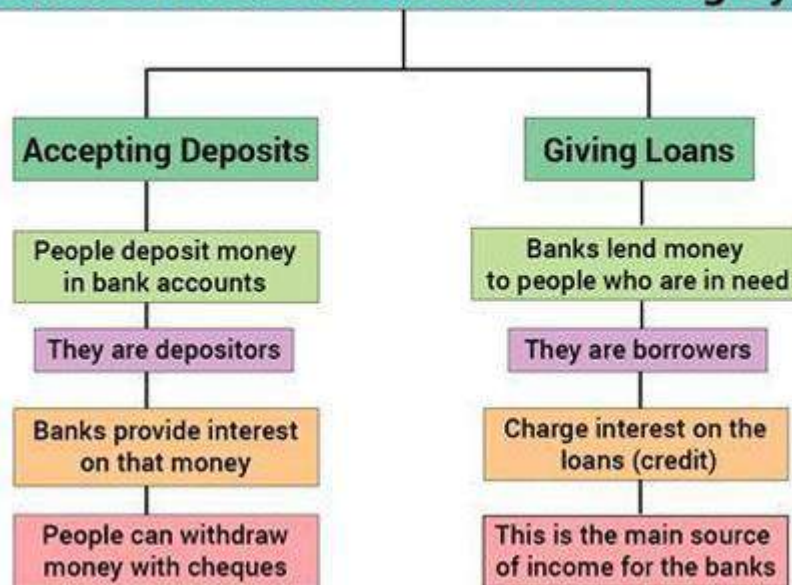 Accepting Deposits
People deposit money
in bank accounts
They are depositors
Banks provide interest
on that money
People can withdraw
money with cheques
Giving Loans
Banks lend money
to people who are in need
They are borrowers
Charge interest on the
loans (credit)
This is the main source
of income for the banks